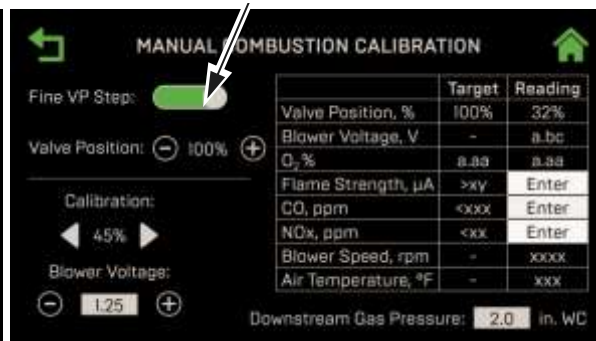 MANUAL COMBUSTION CALIBRATION
Fine VP Step:
Valve Position: 100%
Calibration:
45%
Blower Voltage:
1.25
Target Reading
Valve Position, % 100% 32%
Blower Voltage, V - a.bc
O₂% a.aa a.aa
Flame Strength, µA >xy Enter
CO, ppm <xxx Enter
NOx, ppm <xx Enter
Blower Speed, rpm - xxxx
Air Temperature, °F - xxx
Downstream Gas Pressure: 2.0 in. WC